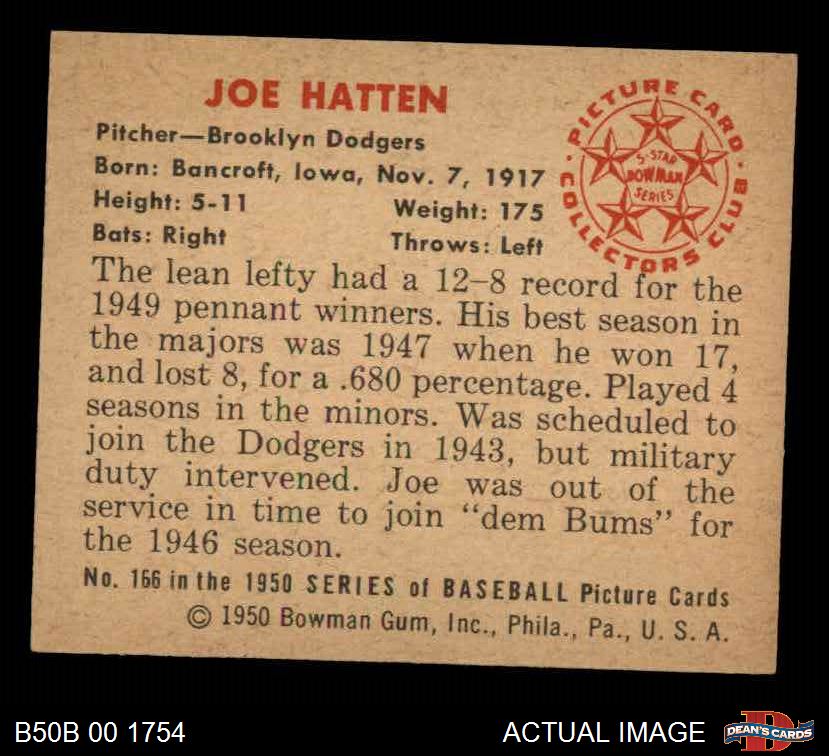 JOE HATTEN
Pitcher—Brooklyn Dodgers
Born: Bancroft, Iowa, Nov. 7, 1917
Height: 5-11 Weight: 175
Bats: Right Throws: Left
PICTURE CARD
COLLECTORS CLUB
5-STAR
BOWMAN
SERIES
The lean lefty had a 12–8 record for the
1949 pennant winners. His best season in
the majors was 1947 when he won 17,
and lost 8, for a .680 percentage. Played 4
seasons in the minors. Was scheduled to
join the Dodgers in 1943, but military
duty intervened. Joe was out of the
service in time to join “dem Bums” for
the 1946 season.
No. 166 in the 1950 SERIES of BASEBALL Picture Cards
© 1950 Bowman Gum, Inc., Phila., Pa., U. S. A.
B50B 00 1754
ACTUAL IMAGE
D
DEAN'S CARDS